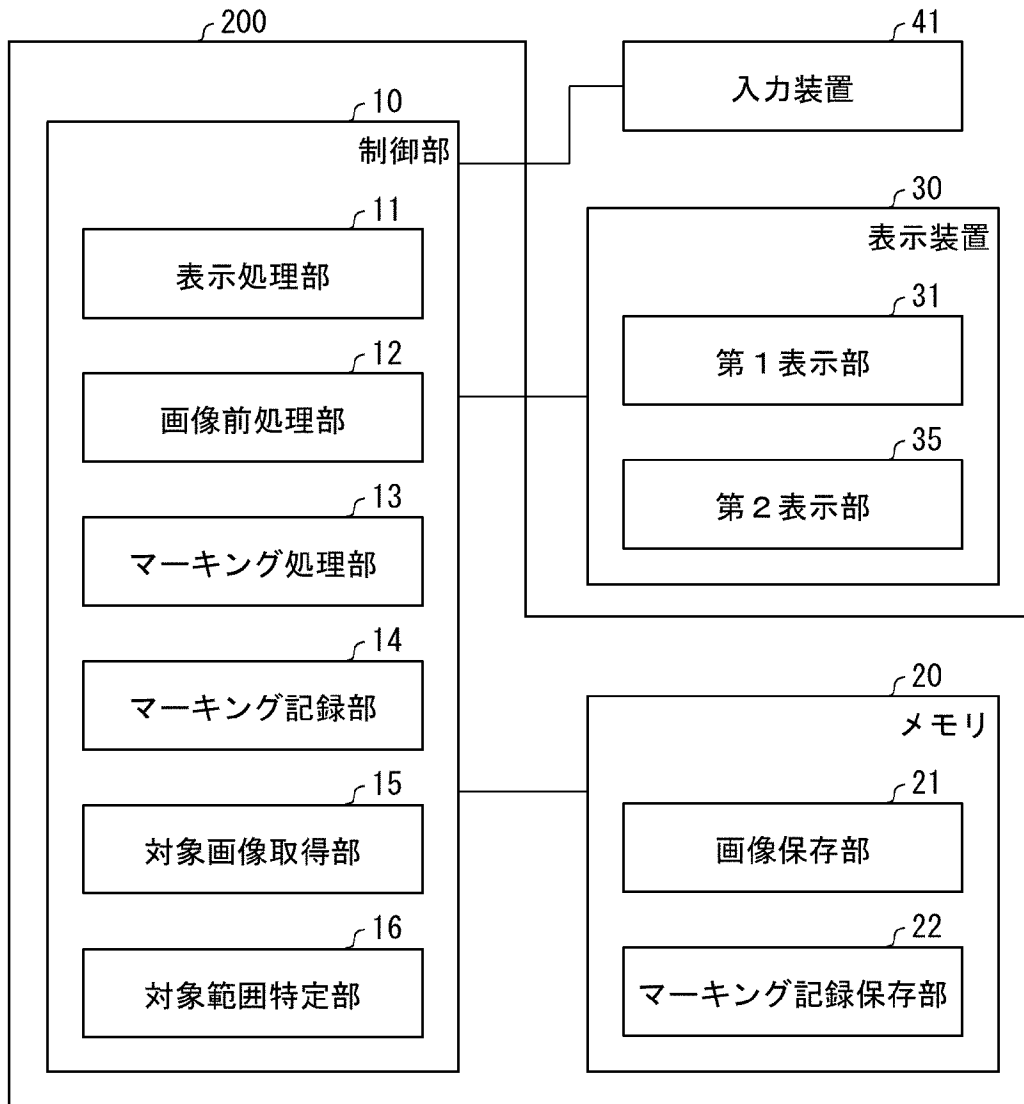 200
41
入力装置
10
制御部
30
表示装置
11
表示処理部
31
第１表示部
12
画像前処理部
35
第２表示部
13
マーキング処理部
14
マーキング記録部
20
メモリ
15
対象画像取得部
21
画像保存部
16
対象範囲特定部
22
マーキング記録保存部